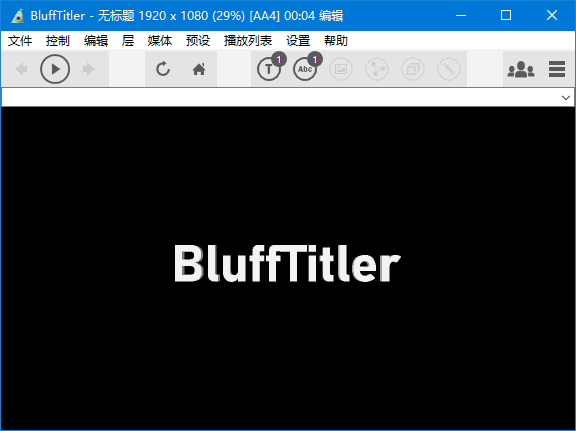 BluffTitler - 无标题 1920 x 1080 (29%) [AA4] 00:04 编辑
文件 控制 编辑 层 媒体 预设 播放列表 设置 帮助
T 1 Abc 1
BluffTitler